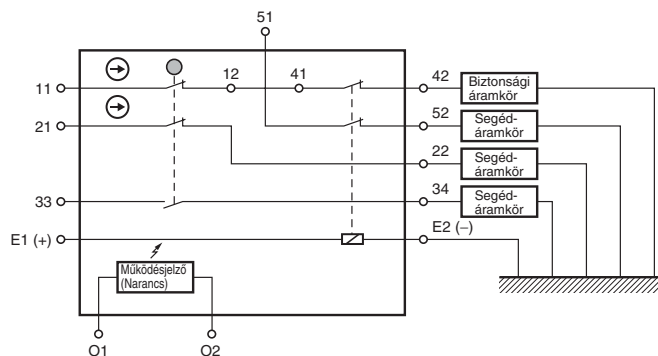 51
11
12
41
42
Biztonsági
áramkör
21
52
Segéd-
áramkör
22
Segéd-
áramkör
33
34
Segéd-
áramkör
E1 (+)
E2 (–)
Működésjelző
(Narancs)
O1
O2